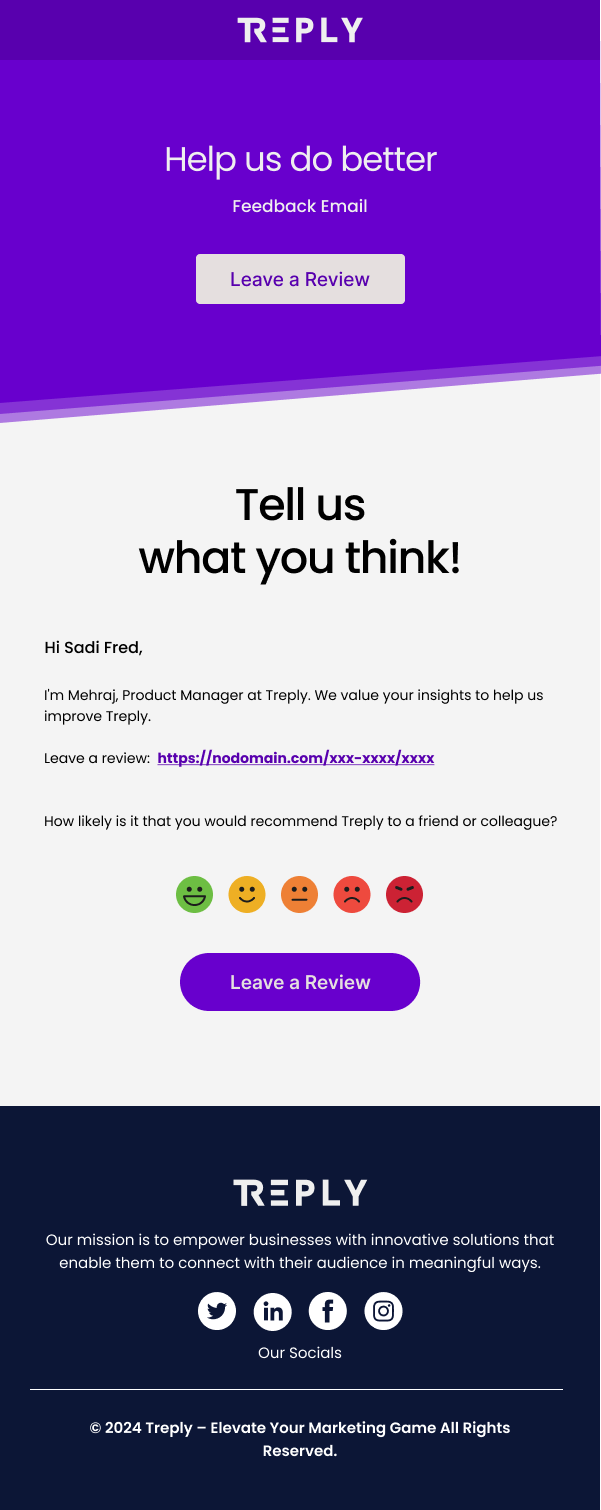 TREPLY
Help us do better
Feedback Email
Leave a Review
Tell us
what you think!
Hi Sadi Fred,
I'm Mehraj, Product Manager at Treply. We value your insights to help us
improve Treply.
Leave a review: https://nodomain.com/xxx-xxxx/xxxx
How likely is it that you would recommend Treply to a friend or colleague?
Leave a Review
TREPLY
Our mission is to empower businesses with innovative solutions that
enable them to connect with their audience in meaningful ways.
in f
Our Socials
© 2024 Treply – Elevate Your Marketing Game All Rights
Reserved.